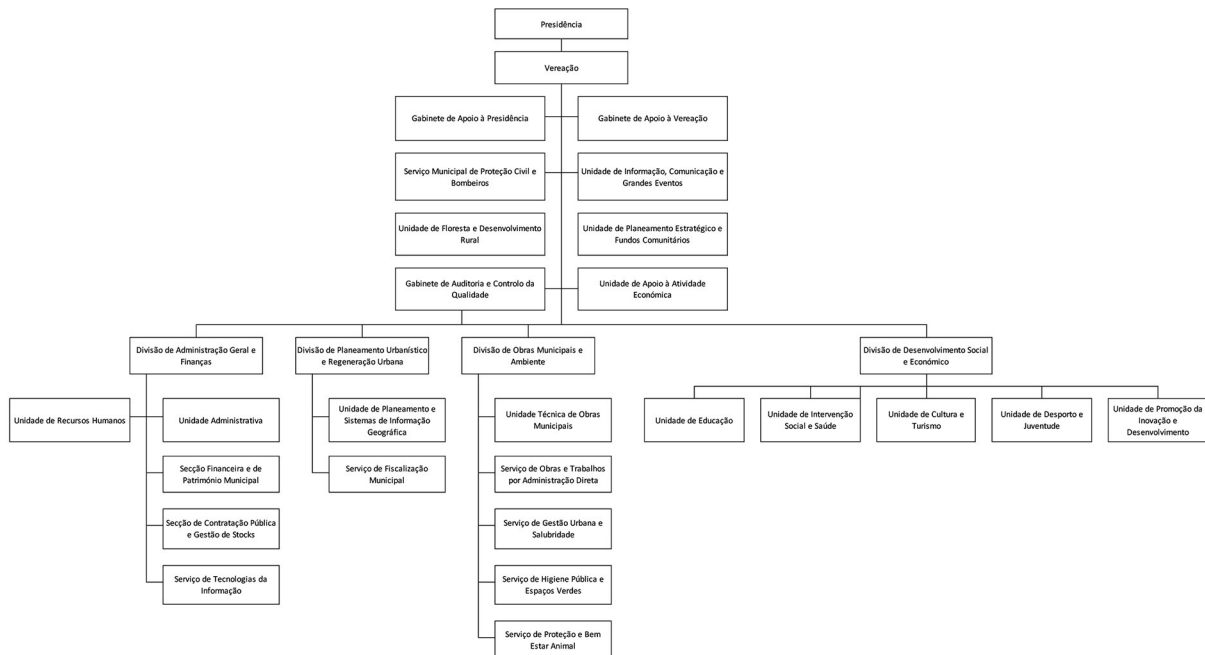 Presidência
Vereação
Gabinete de Apoio à Presidência
Gabinete de Apoio à Vereação
Serviço Municipal de Proteção Civil e
Bombeiros
Unidade de Informação, Comunicação e
Grandes Eventos
Unidade de Floresta e Desenvolvimento
Rural
Unidade de Planeamento Estratégico e
Fundos Comunitários
Gabinete de Auditoria e Controlo da
Qualidade
Unidade de Apoio à Atividade
Económica
Divisão de Administração Geral e
Finanças
Divisão de Planeamento Urbanístico
e Regeneração Urbana
Divisão de Obras Municipais e
Ambiente
Divisão de Desenvolvimento Social
e Económico
Unidade de Recursos Humanos
Unidade Administrativa
Secção Financeira e de
Património Municipal
Secção de Contratação Pública
e Gestão de Stocks
Serviço de Tecnologias da
Informação
Unidade de Planeamento e
Sistemas de Informação
Geográfica
Serviço de Fiscalização
Municipal
Unidade Técnica de Obras
Municipais
Serviço de Obras e Trabalhos
por Administração Direta
Serviço de Gestão Urbana e
Salubridade
Serviço de Higiene Pública e
Espaços Verdes
Serviço de Proteção e Bem
Estar Animal
Unidade de Educação
Unidade de Intervenção
Social e Saúde
Unidade de Cultura e
Turismo
Unidade de Desporto e
Juventude
Unidade de Promoção da
Inovação e
Desenvolvimento